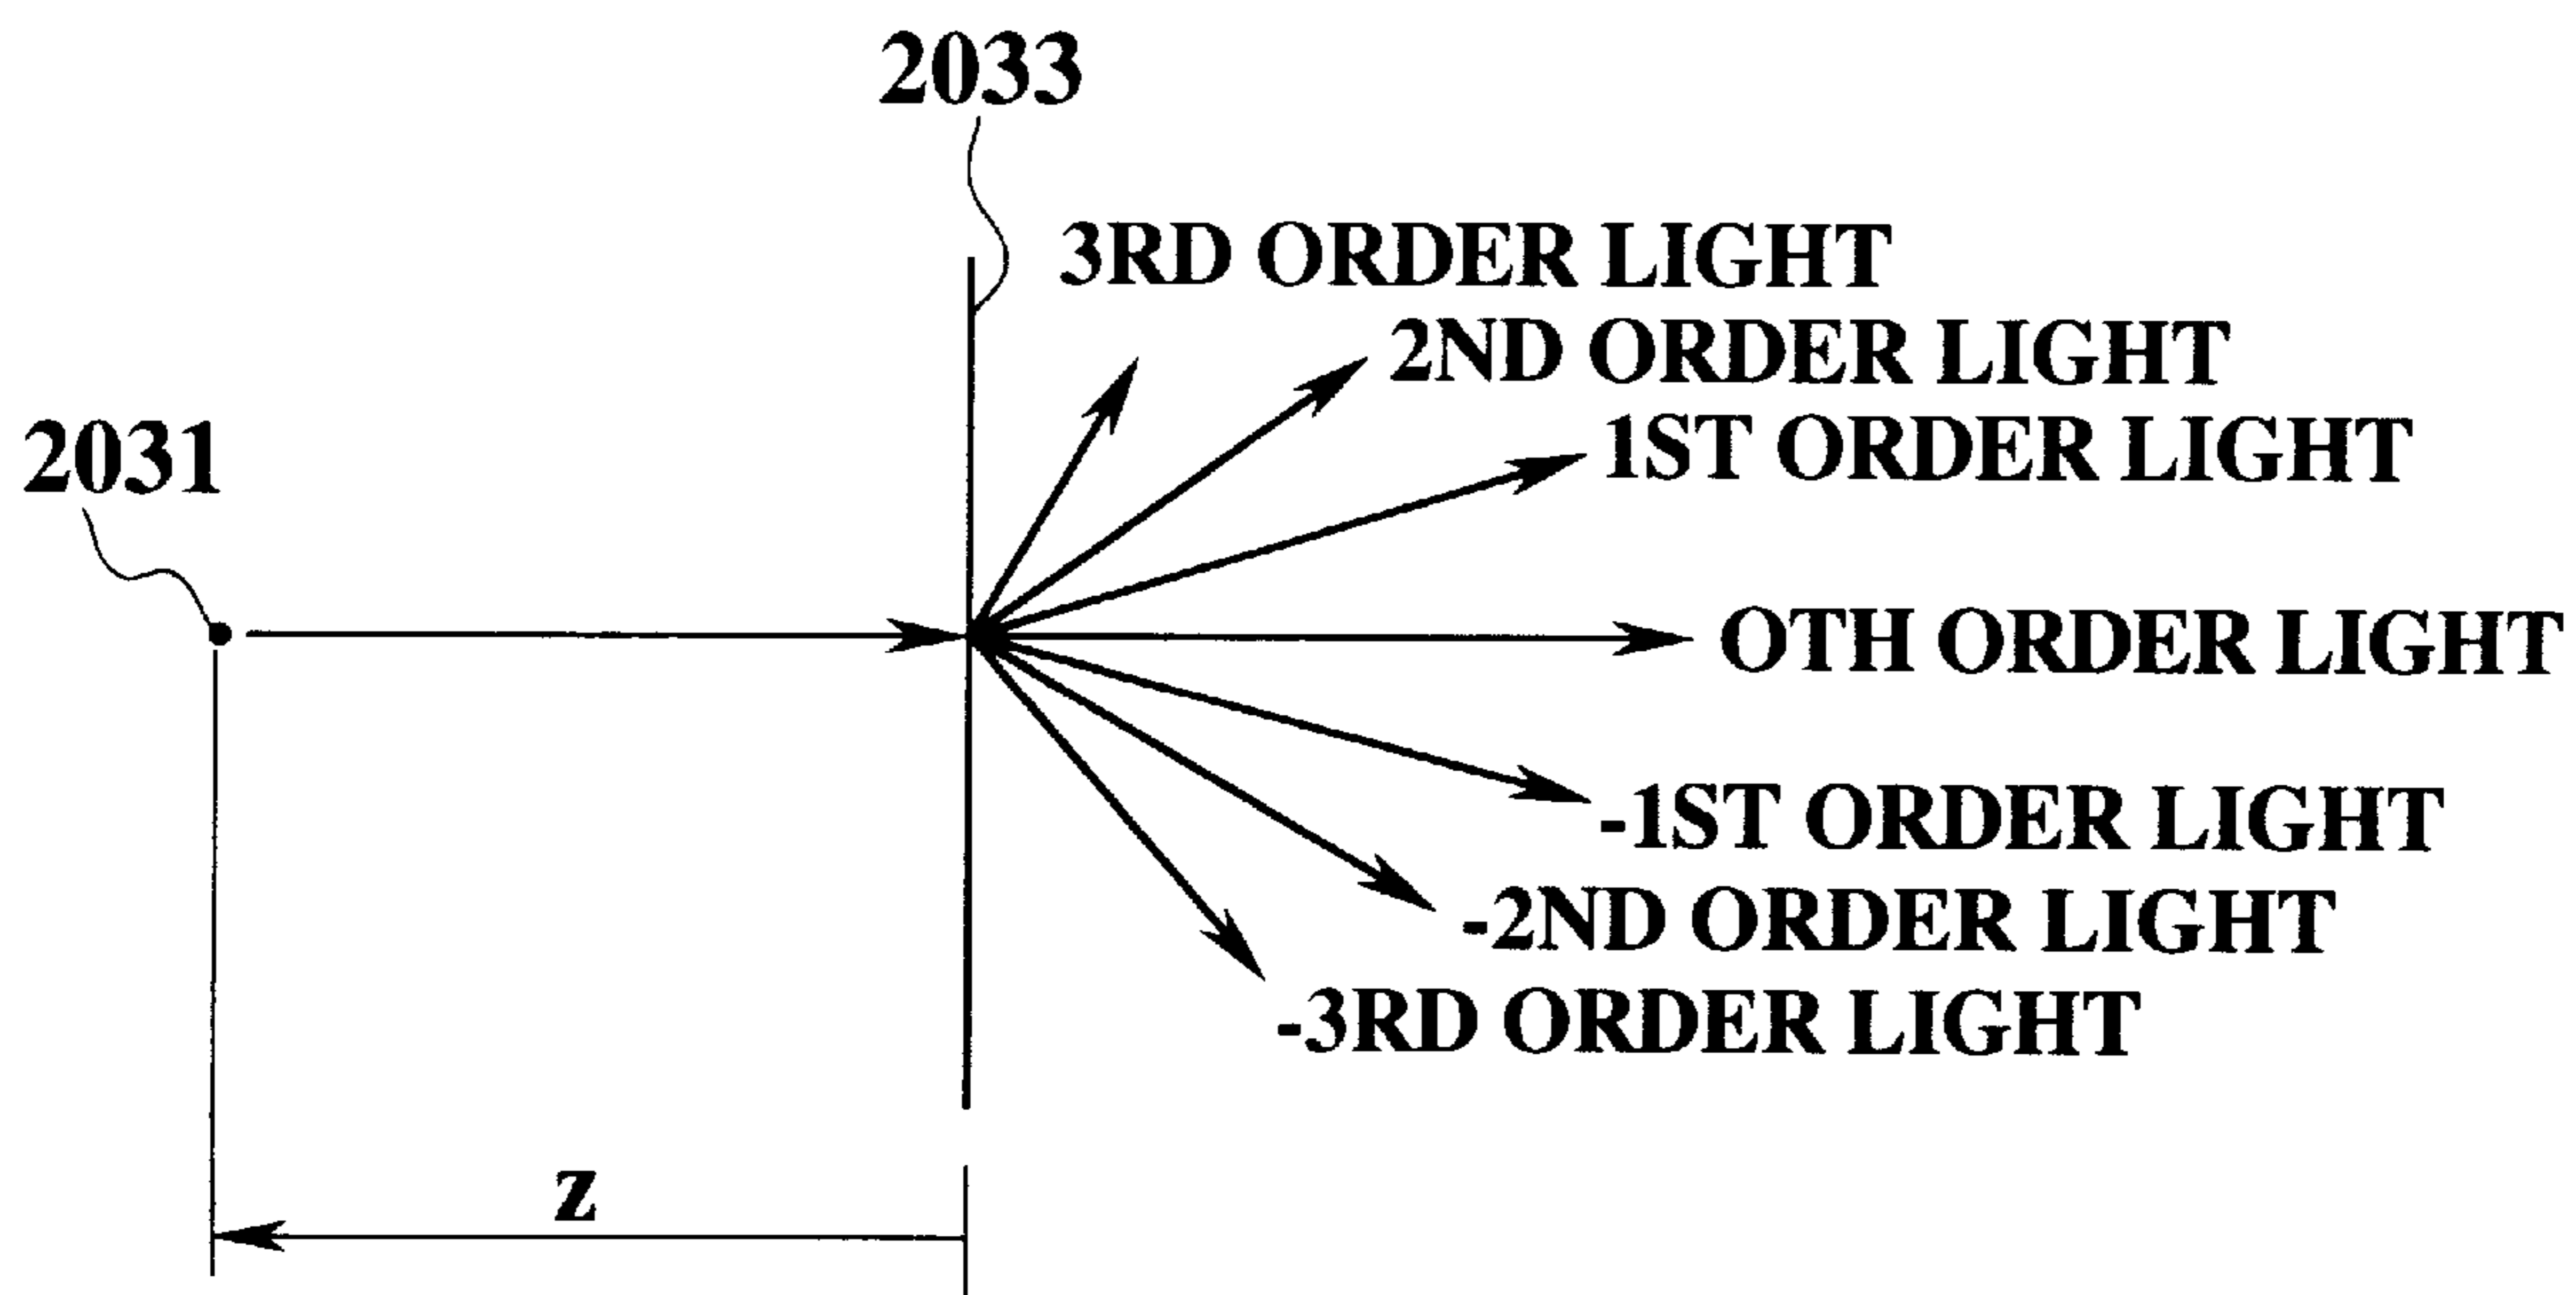 2033
3RD ORDER LIGHT
2ND ORDER LIGHT
1ST ORDER LIGHT
2031
OTH ORDER LIGHT
-1ST ORDER LIGHT
-2ND ORDER LIGHT
-3RD ORDER LIGHT
z